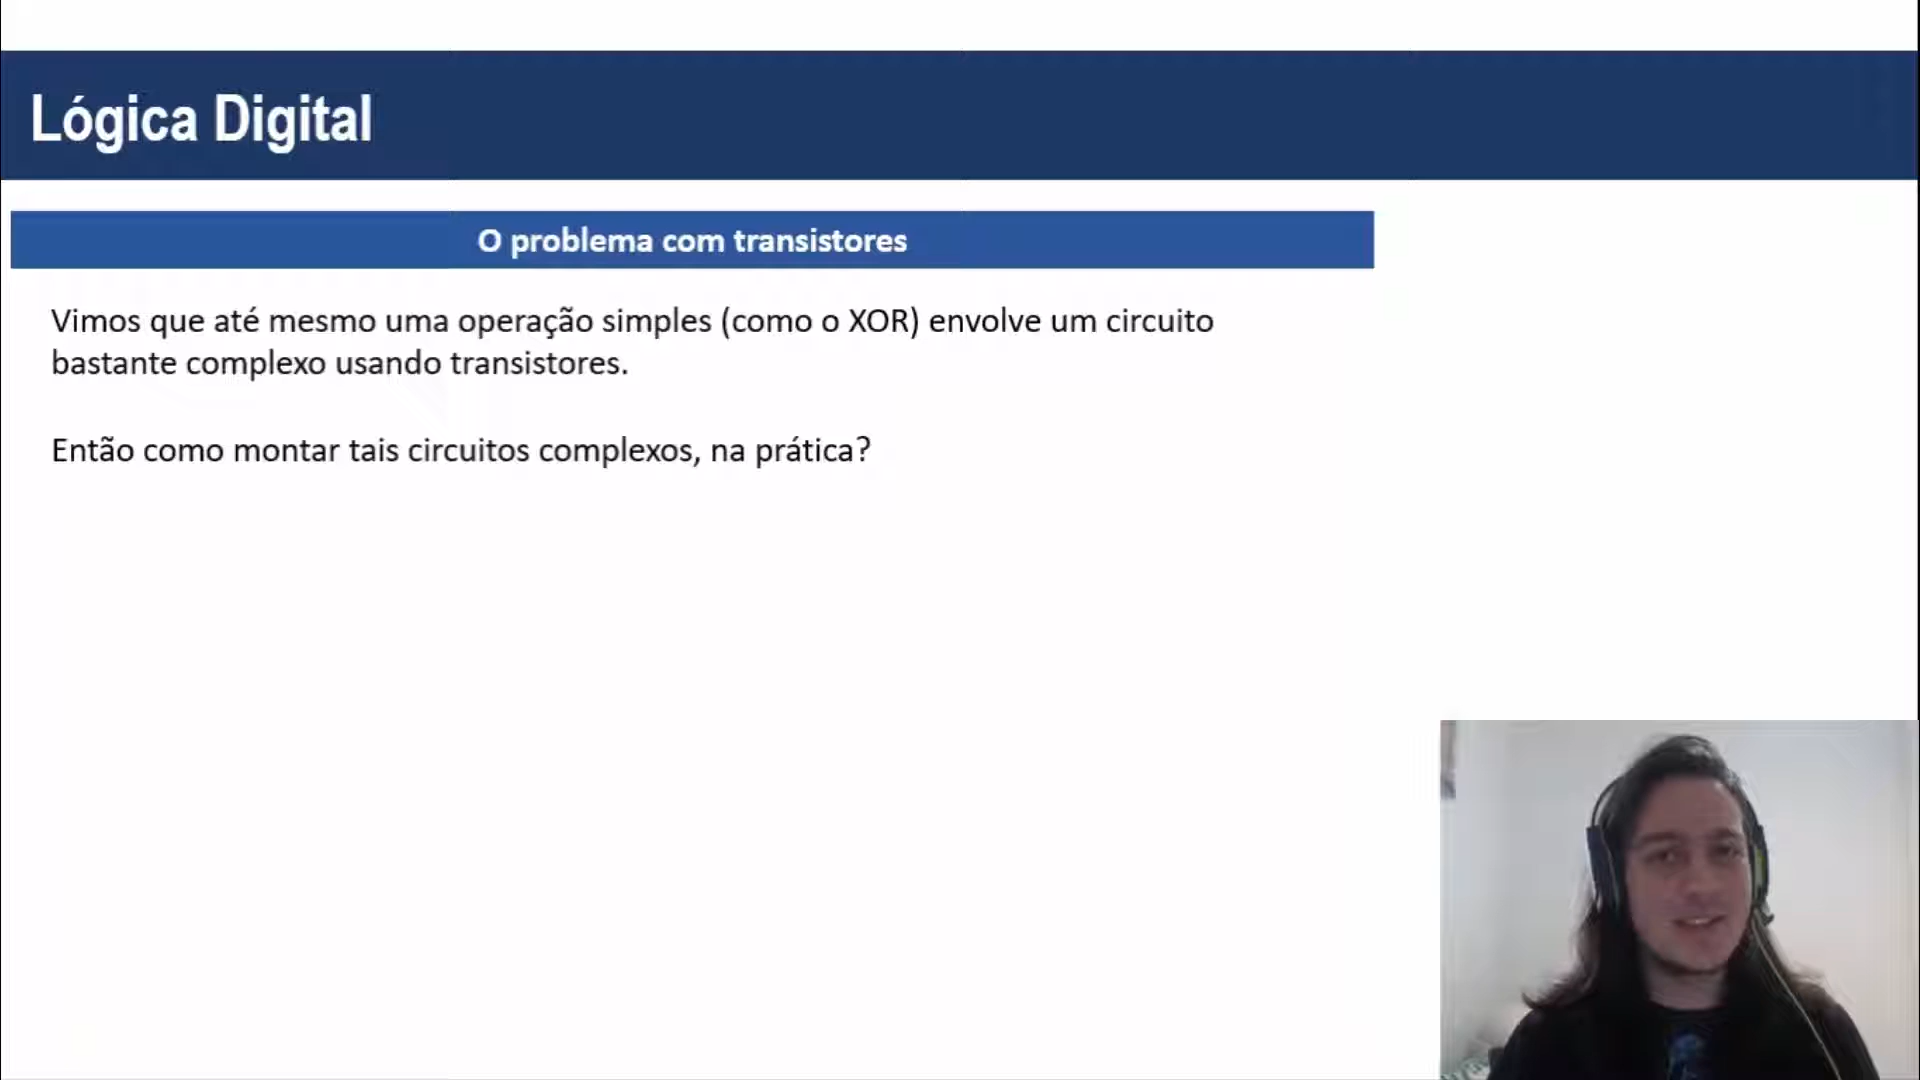 Lógica Digital
O problema com transistores
Vimos que até mesmo uma operação simples (como o XOR) envolve um circuito
bastante complexo usando transistores.
Então como montar tais circuitos complexos, na prática?